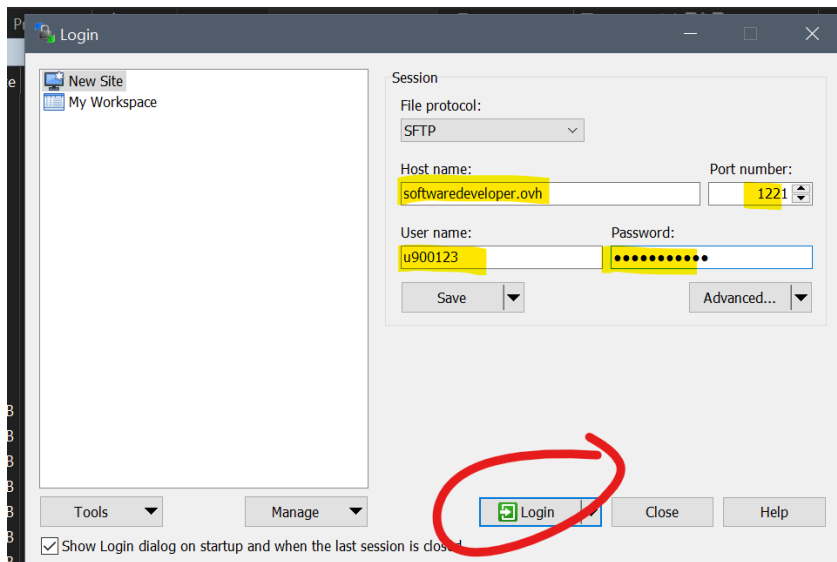 Login
New Site
My Workspace
Session
File protocol:
SFTP
Host name:
Port number:
softwaredeveloper.ovh
1221
User name:
Password:
u900123
●●●●●●●●●●●
Save
Advanced...
Tools
Manage
Login
Close
Help
Show Login dialog on startup and when the last session is closed